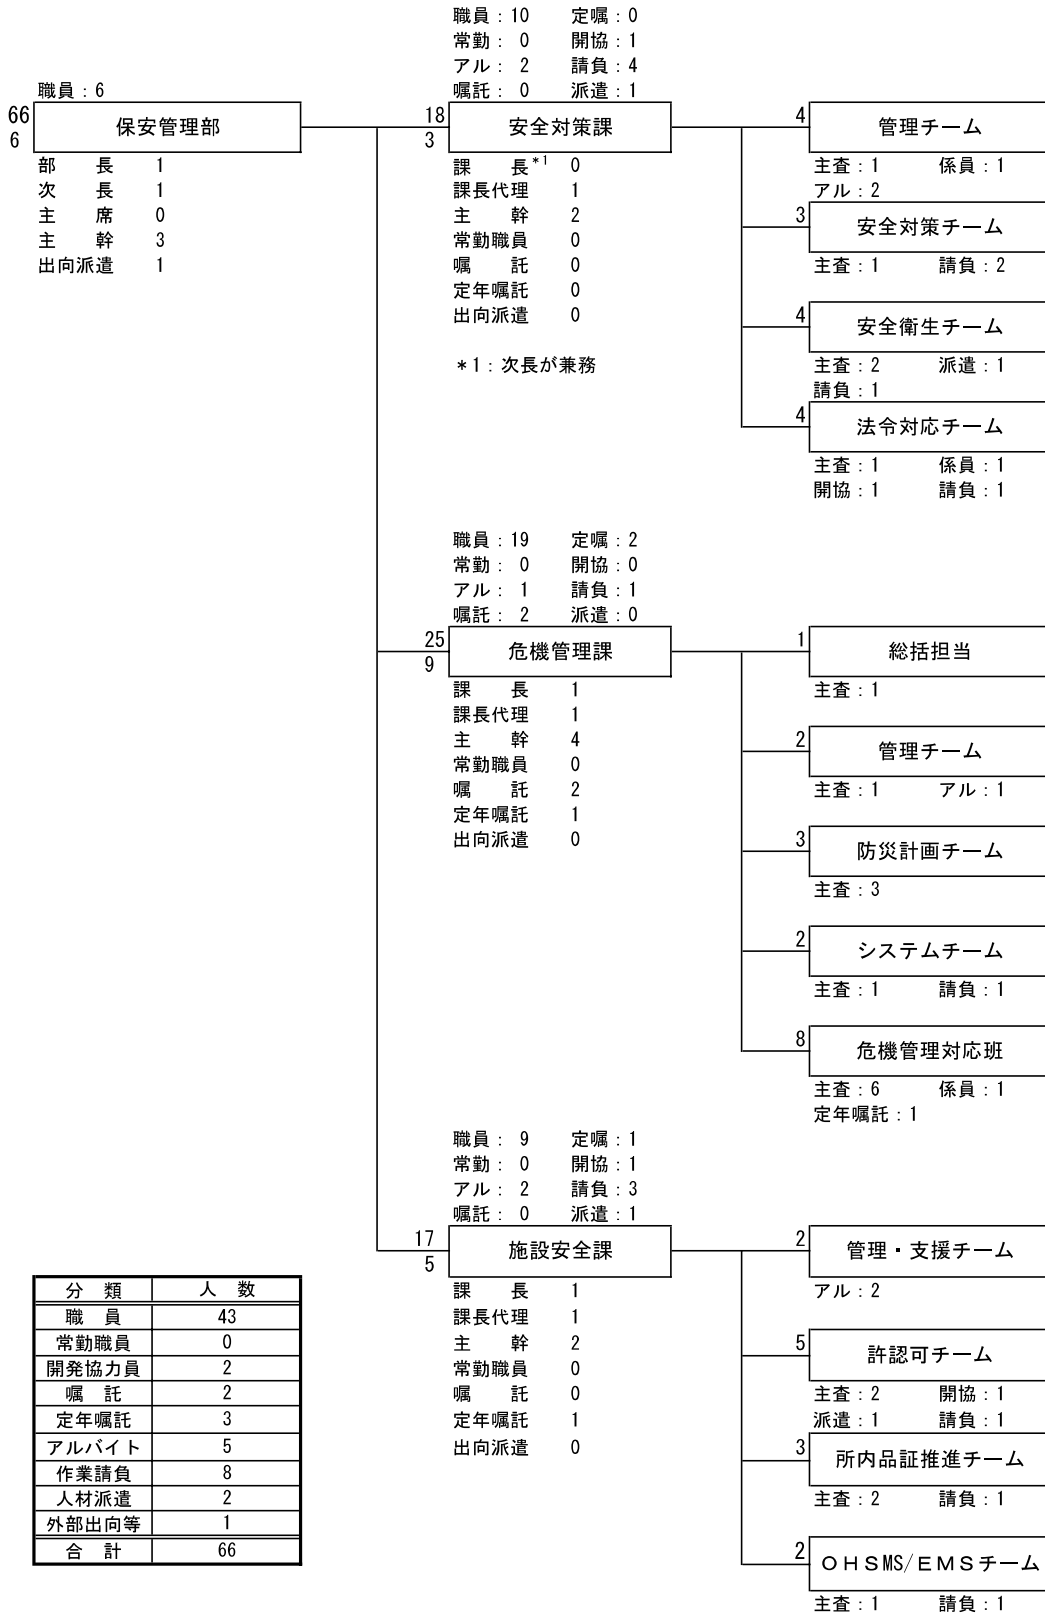 職員：6
66
6
保安管理部
部　長　1
次　長　1
主　席　0
主　幹　3
出向派遣　1
職員：10　定嘱：0
常勤：0　開協：1
アル：2　請負：4
嘱託：0　派遣：1
18
3
安全対策課
課　長*1　0
課長代理　1
主　幹　2
常勤職員　0
嘱　託　0
定年嘱託　0
出向派遣　0
*1：次長が兼務
4
管理チーム
主査：1　係員：1
アル：2
3
安全対策チーム
主査：1　請負：2
4
安全衛生チーム
主査：2　派遣：1
請負：1
4
法令対応チーム
主査：1　係員：1
開協：1　請負：1
職員：19　定嘱：2
常勤：0　開協：0
アル：1　請負：1
嘱託：2　派遣：0
25
9
危機管理課
課　長　1
課長代理　1
主　幹　4
常勤職員　0
嘱　託　2
定年嘱託　1
出向派遣　0
1
総括担当
主査：1
2
管理チーム
主査：1　アル：1
3
防災計画チーム
主査：3
2
システムチーム
主査：1　請負：1
8
危機管理対応班
主査：6　係員：1
定年嘱託：1
職員：9　定嘱：1
常勤：0　開協：1
アル：2　請負：3
嘱託：0　派遣：1
17
5
施設安全課
課　長　1
課長代理　1
主　幹　2
常勤職員　0
嘱　託　0
定年嘱託　1
出向派遣　0
2
管理・支援チーム
アル：2
5
許認可チーム
主査：2　開協：1
派遣：1　請負：1
3
所内品証推進チーム
主査：2　請負：1
2
ＯＨＳMS/ＥＭＳチーム
主査：1　請負：1
分　類　人　数
職　員　43
常勤職員　0
開発協力員　2
嘱　託　2
定年嘱託　3
アルバイト　5
作業請負　8
人材派遣　2
外部出向等　1
合　計　66